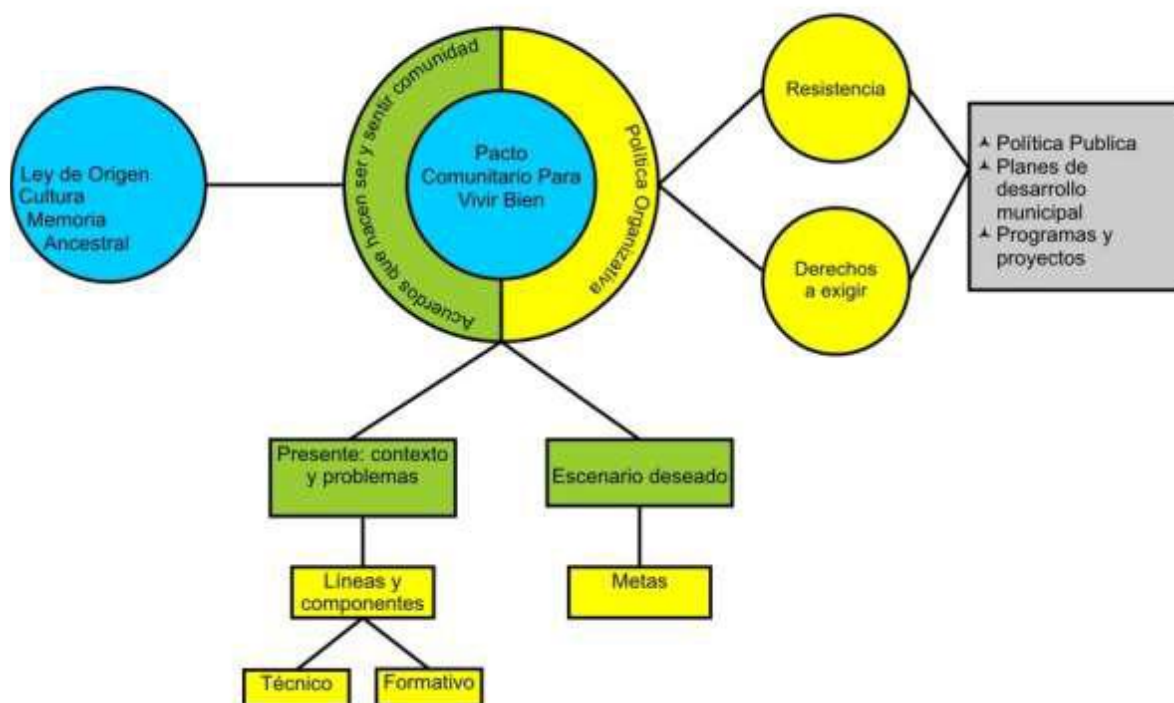 Ley de Origen
Cultura
Memoria
Ancestral
Acuerdos que hacen ser y sentir comunidad
Pacto
Comunitario Para
Vivir Bien
Política Organizativa
Resistencia
Derechos
a exigir
Política Publica
Planes de
desarrollo
municipal
Programas y
proyectos
Presente: contexto
y problemas
Escenario deseado
Líneas y
componentes
Metas
Técnico
Formativo